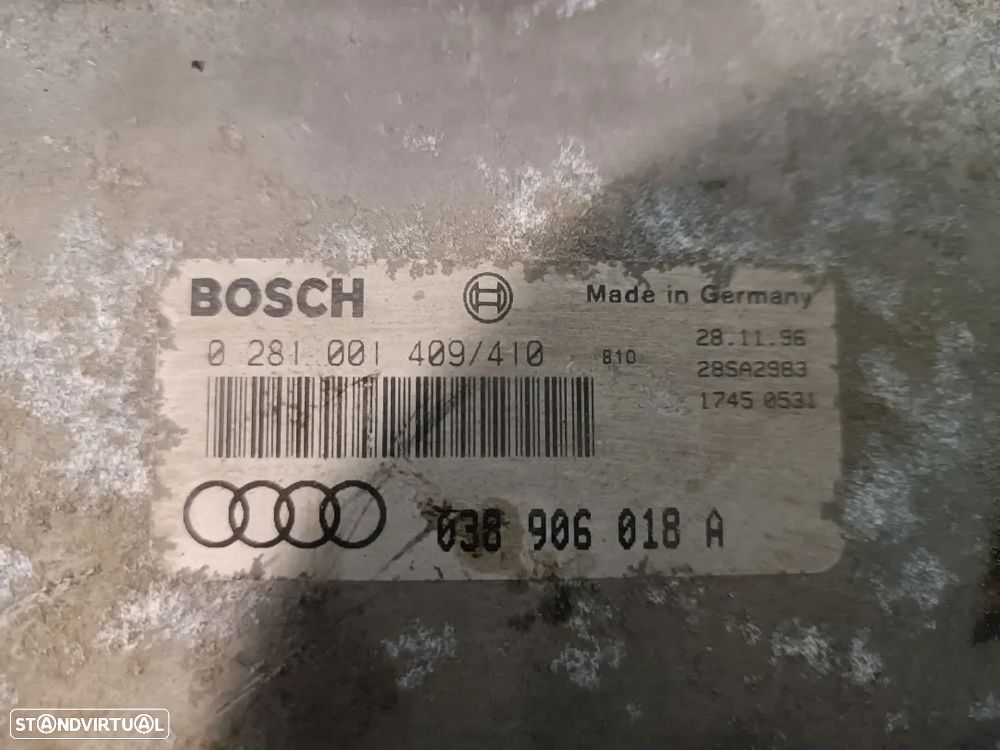 BOSCH Made in Germany
0 281 001 409/410 810 28.11.96
28SA2983
1745 0531
038 906 018 A
STANDVIRTUAL